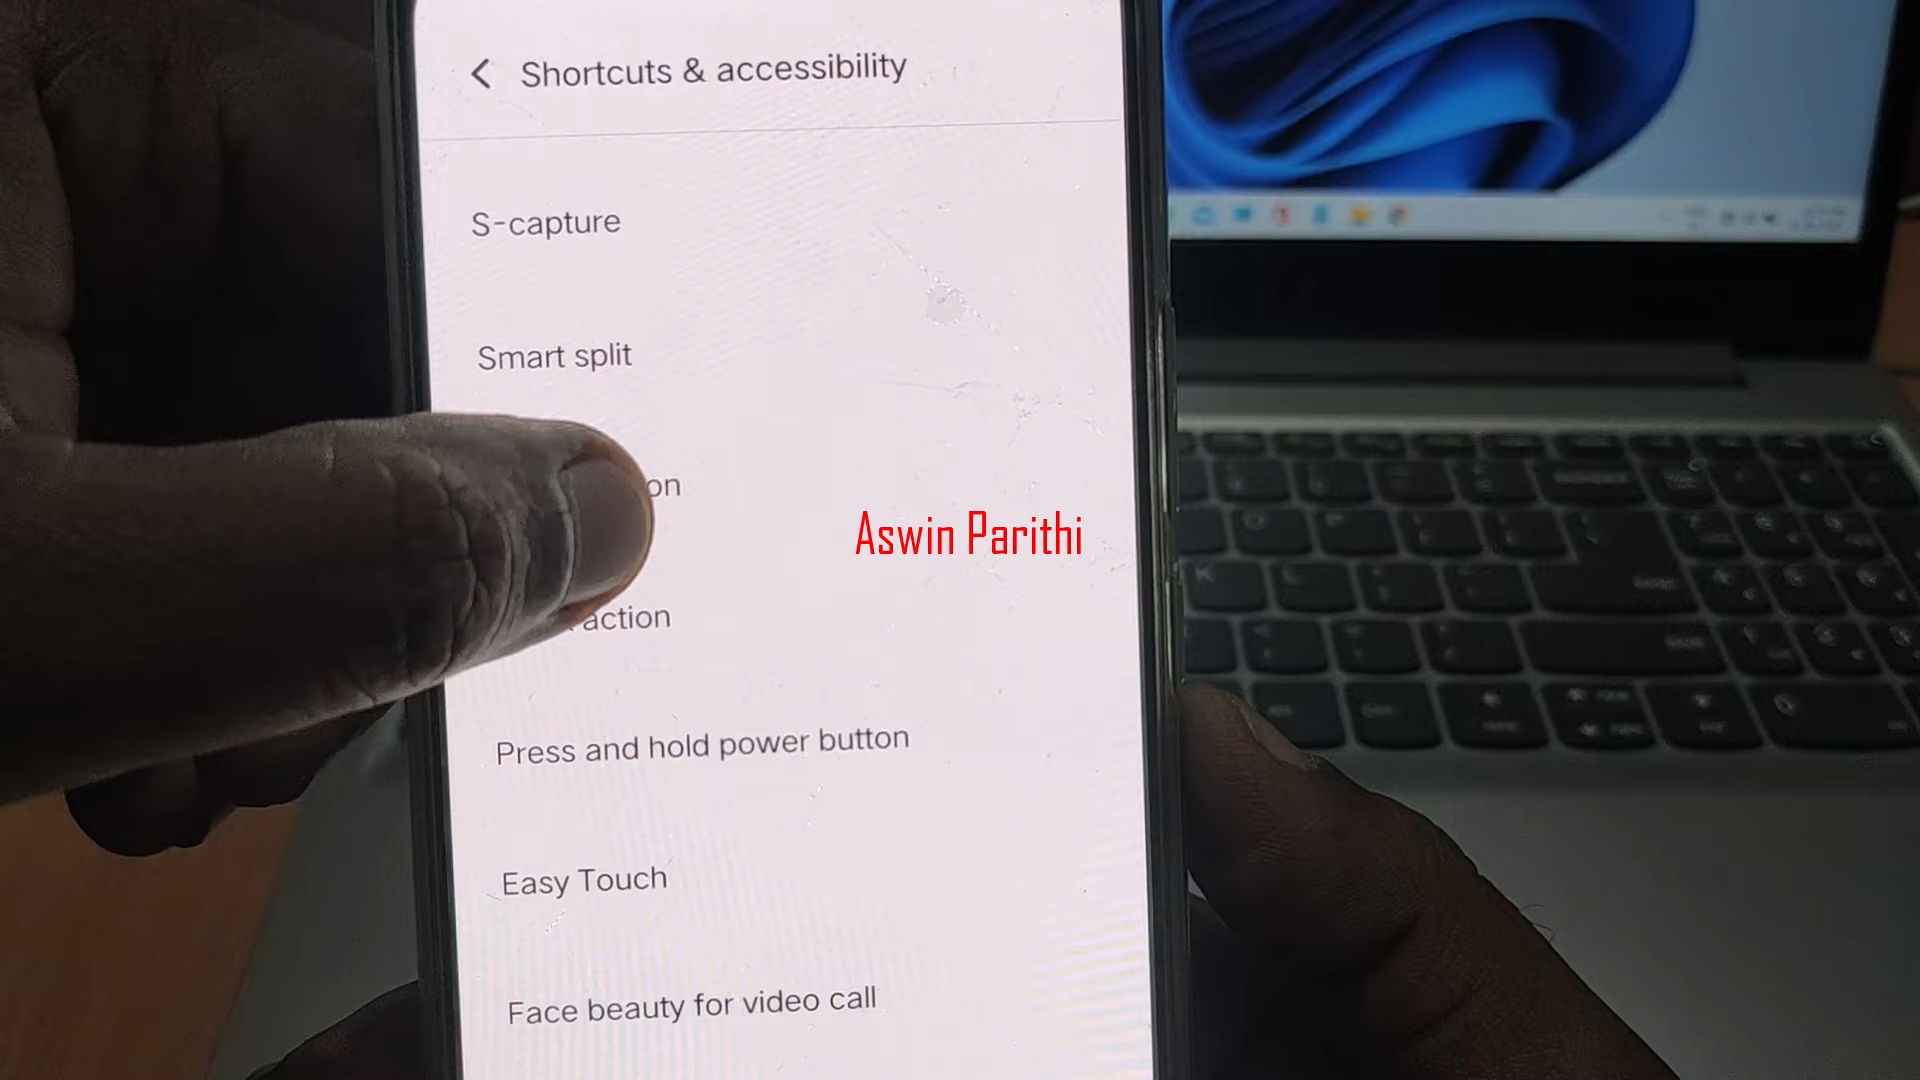 Shortcuts & accessibility
S-capture
Smart split
on
Aswin Parithi
action
Press and hold power button
Easy Touch
Face beauty for video call